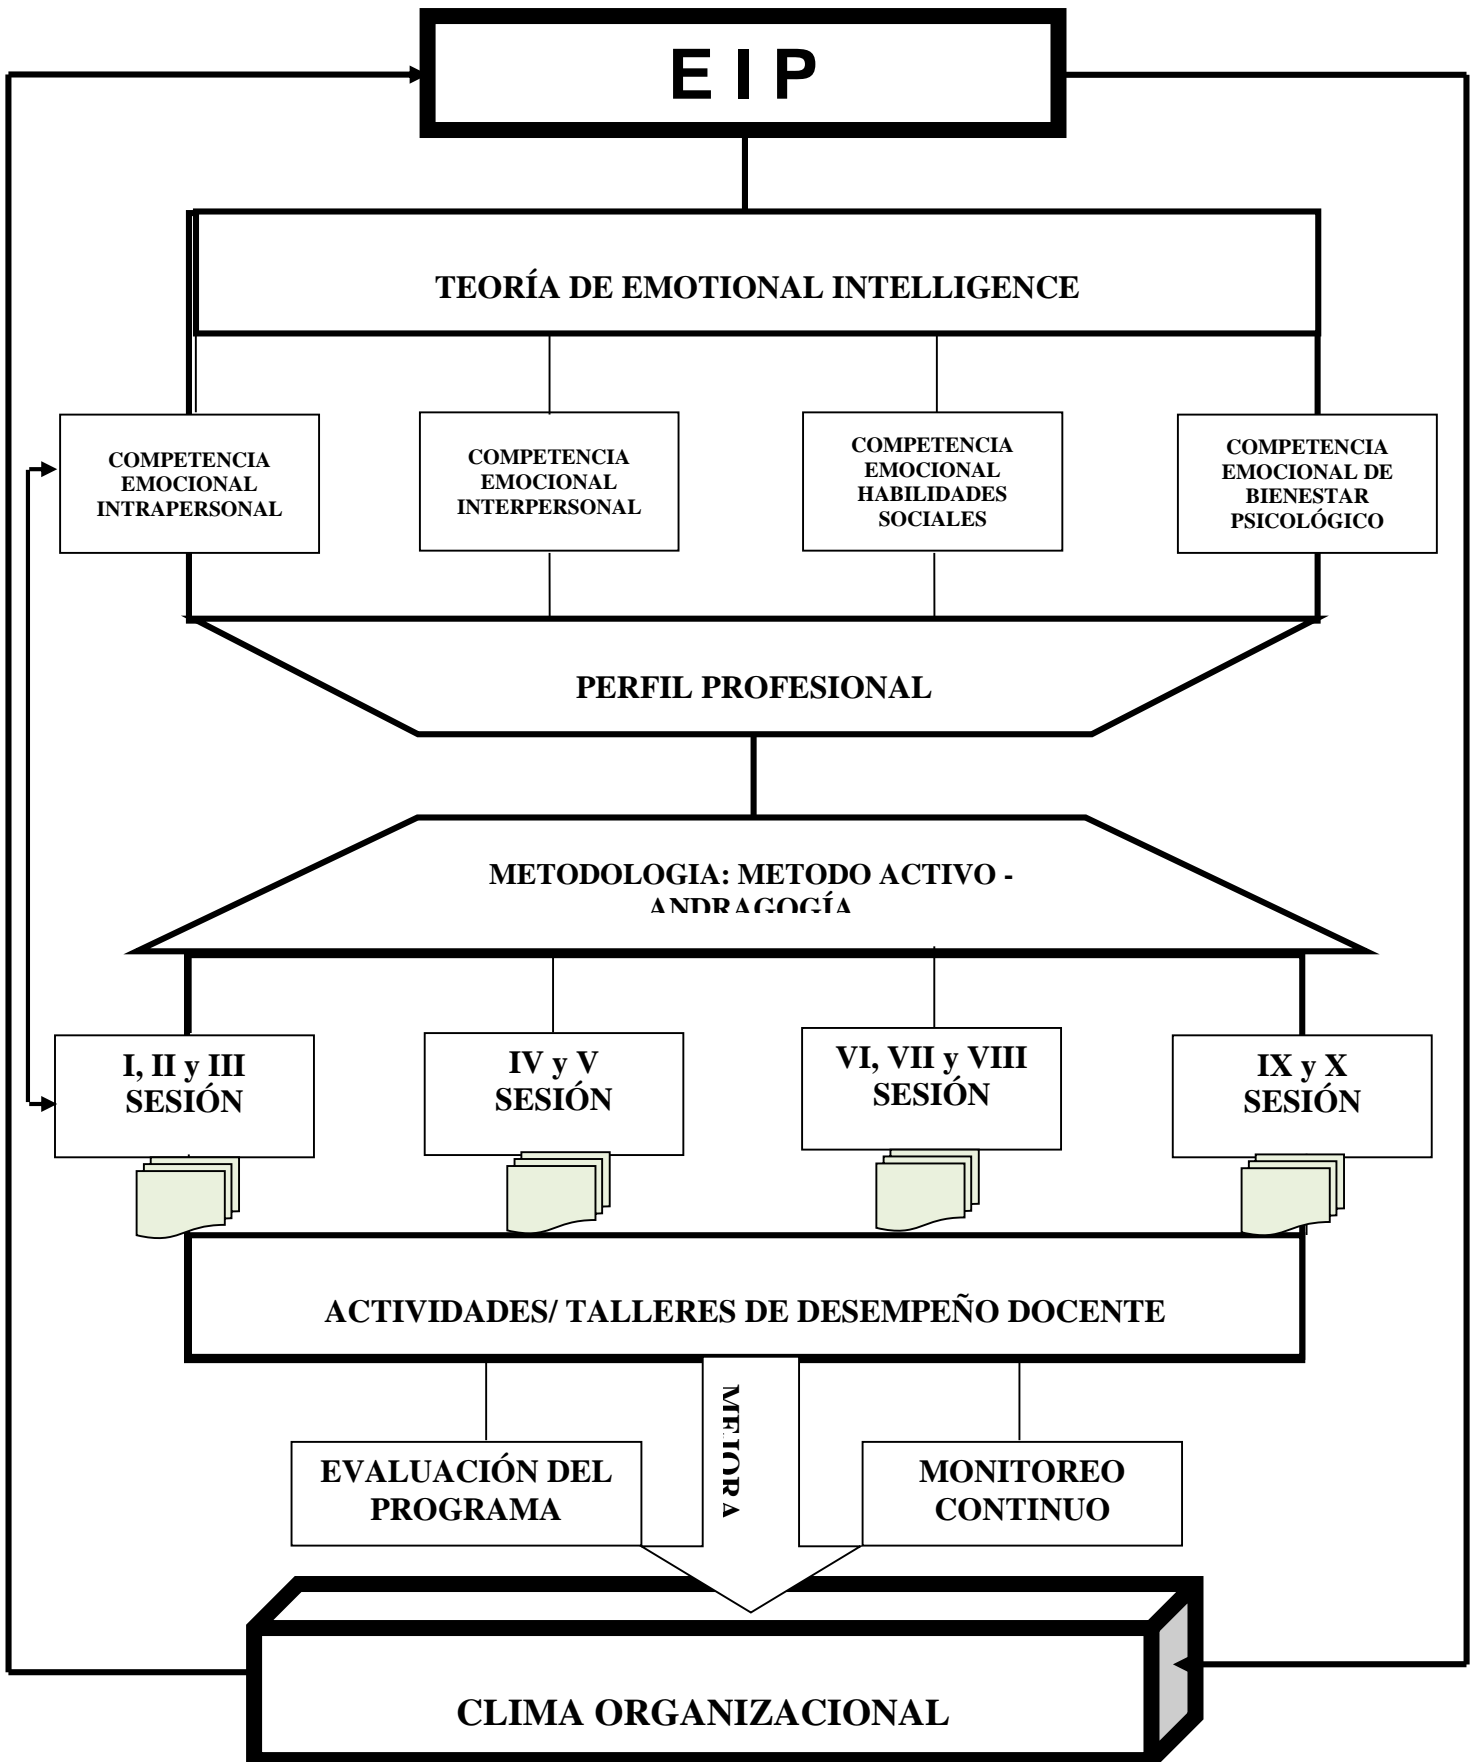 E I P
TEORÍA DE EMOTIONAL INTELLIGENCE
COMPETENCIA
EMOCIONAL
INTRAPERSONAL
COMPETENCIA
EMOCIONAL
INTERPERSONAL
COMPETENCIA
EMOCIONAL
HABILIDADES
SOCIALES
COMPETENCIA
EMOCIONAL DE
BIENESTAR
PSICOLÓGICO
PERFIL PROFESIONAL
METODOLOGIA: METODO ACTIVO -
ANDRAGOGÍA
I, II y III
SESIÓN
IV y V
SESIÓN
VI, VII y VIII
SESIÓN
IX y X
SESIÓN
ACTIVIDADES/ TALLERES DE DESEMPEÑO DOCENTE
MEJORA
EVALUACIÓN DEL
PROGRAMA
MONITOREO
CONTINUO
CLIMA ORGANIZACIONAL